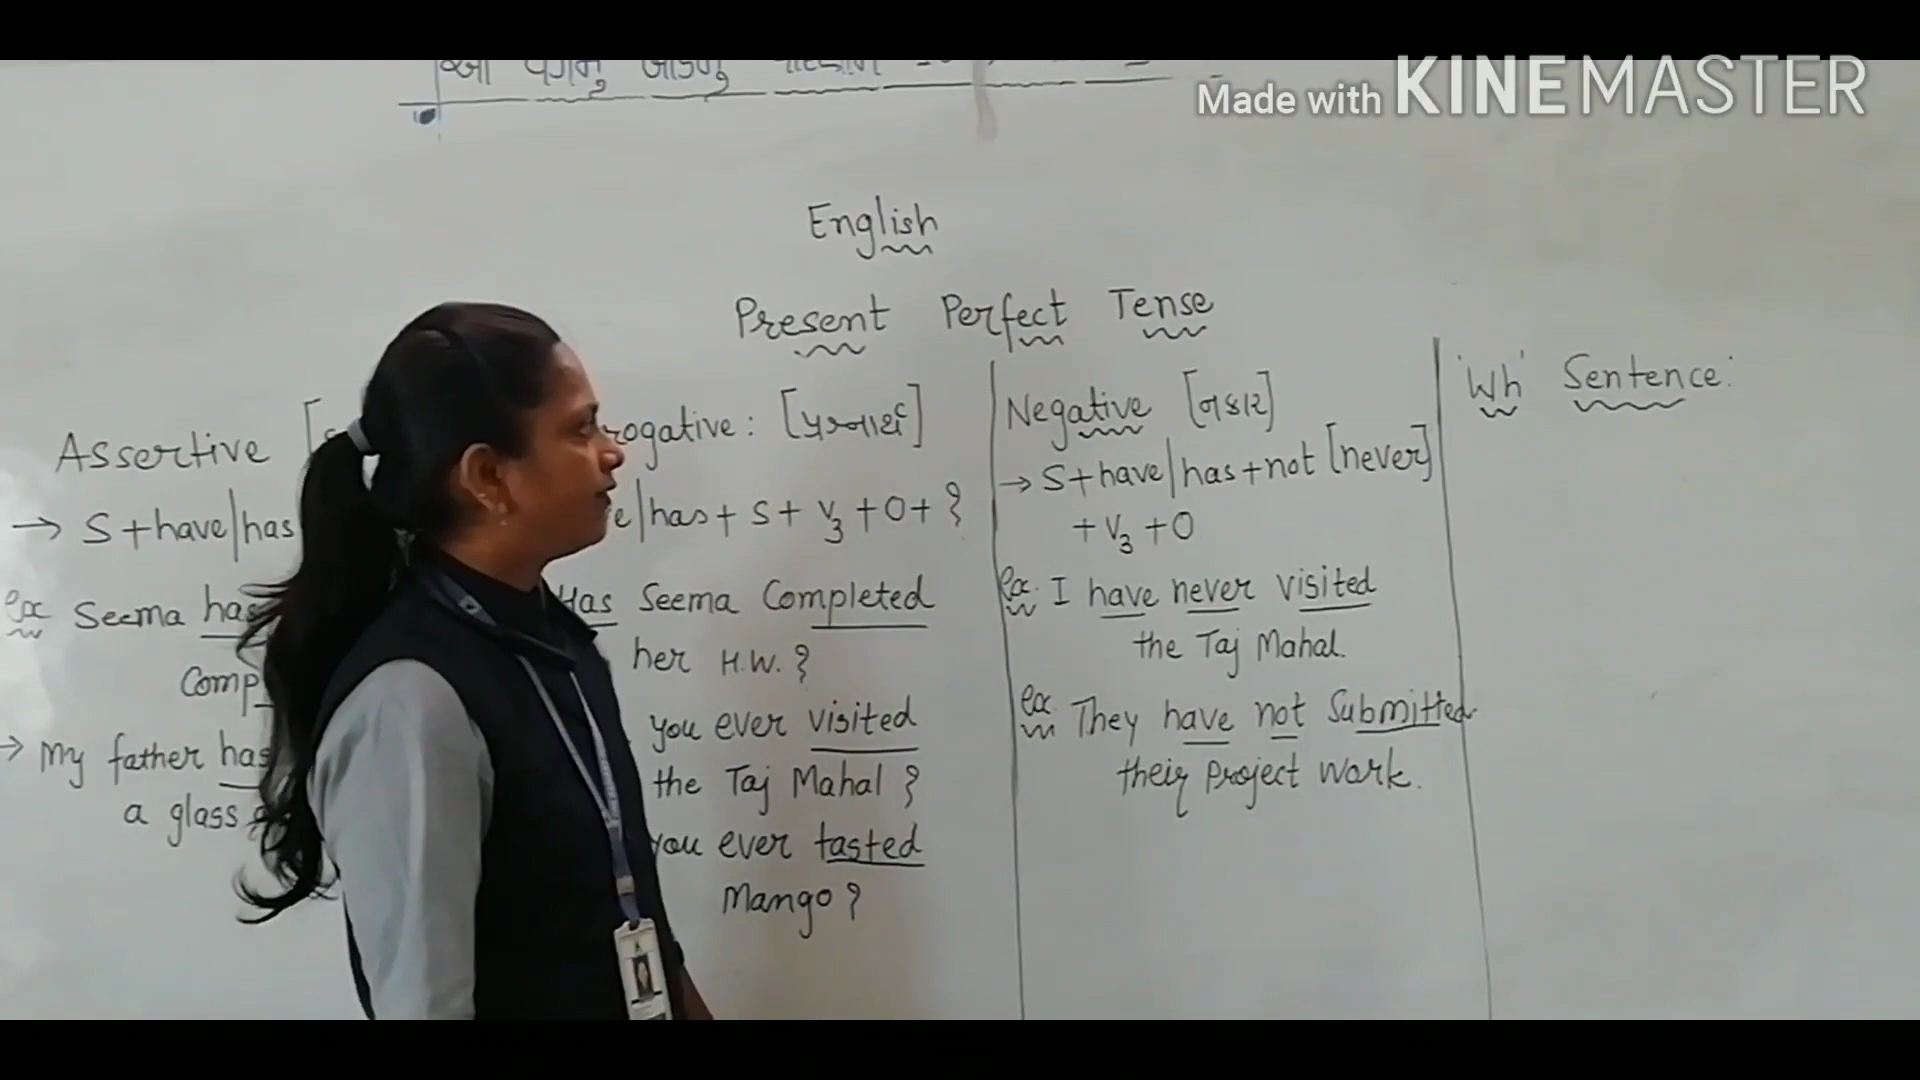 Made with KINEMASTER
English
Present Perfect Tense
Assertive [
→ S+have|has
ex Seema has
Comp
→ My father has
a glass
rogative: [પ્રશ્નાર્થ]
e|has+ S+ V3 +O+ ?
Has Seema Completed
her H.W. ?
you ever visited
the Taj Mahal ?
you ever tasted
Mango ?
Negative [નકાર]
→ S+have|has+not [never]
+ V3 +O
ex. I have never visited
the Taj Mahal.
ex. They have not Submitted
their Project Work.
'Wh' Sentence: